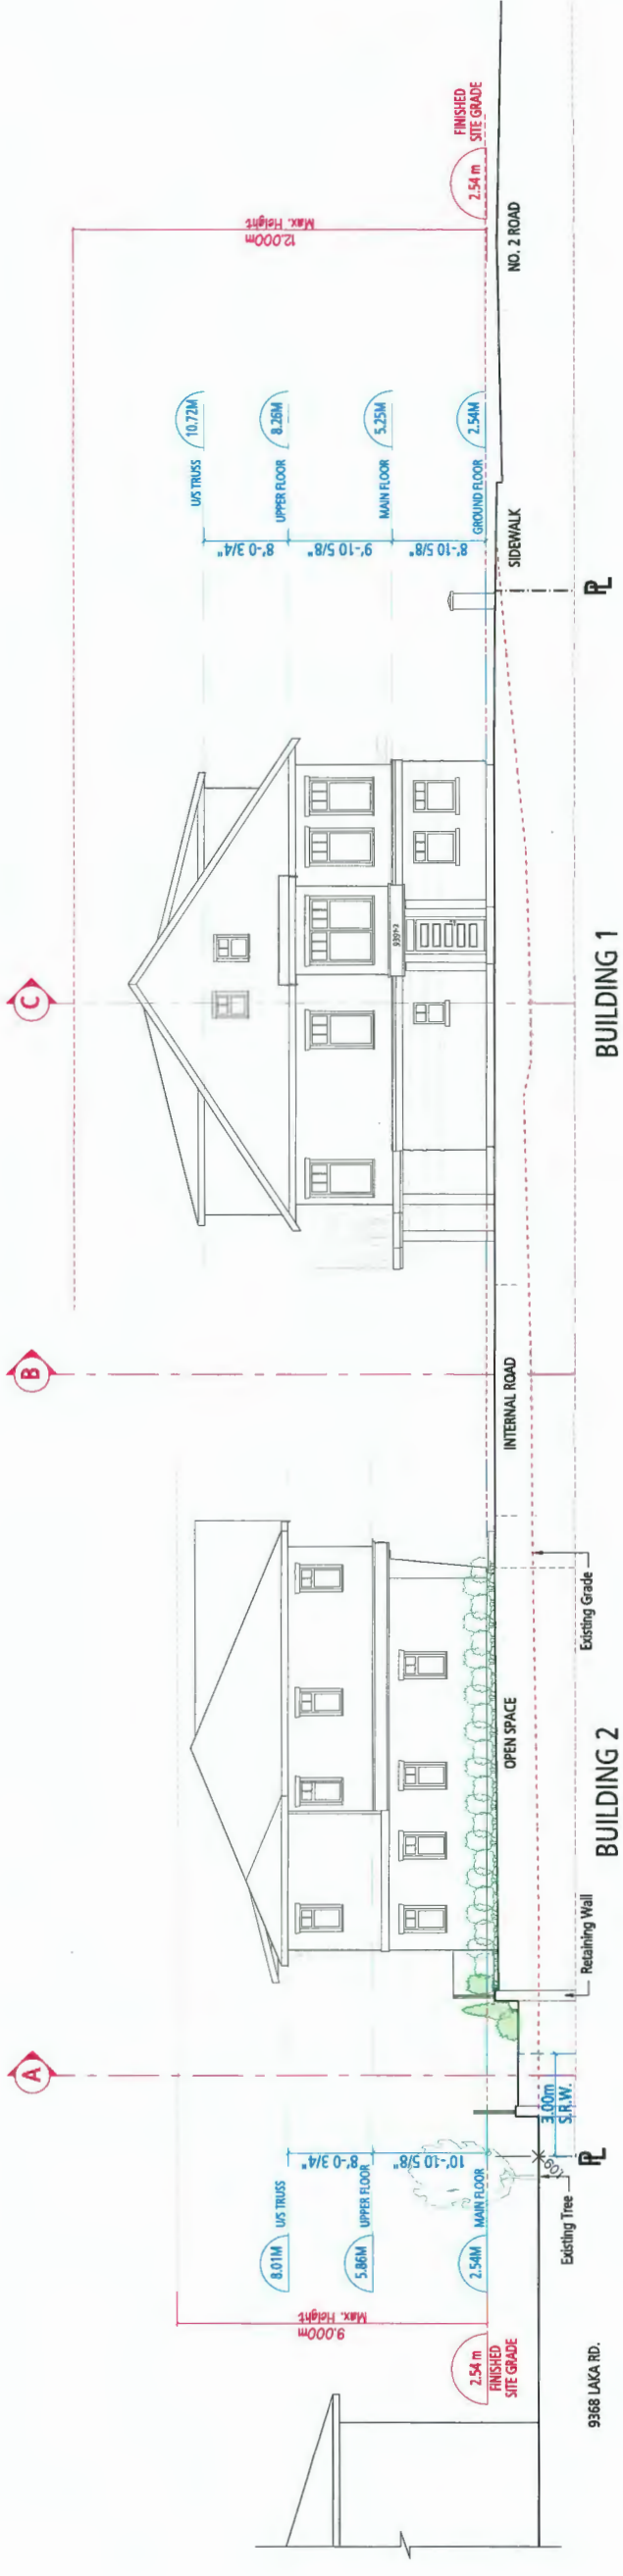 A
B
C
9.000m
Max. Height
12.000m
Max. Height
8.01M
U/S TRUSS
8'-0 3/4"
5.86M
UPPER FLOOR
10'-10 5/8"
2.54M
MAIN FLOOR
2.54 m
FINISHED
SITE GRADE
9368 LAKA RD.
Existing Tree
601
PL
3.00m
S.R.W.
Retaining Wall
OPEN SPACE
Existing Grade
BUILDING 2
INTERNAL ROAD
BUILDING 1
U/S TRUSS
10.72M
8'-0 3/4"
UPPER FLOOR
8.26M
9'-10 5/8"
MAIN FLOOR
5.25M
8'-10 5/8"
GROUND FLOOR
2.54M
SIDEWALK
PL
NO. 2 ROAD
2.54 m
FINISHED
SITE GRADE